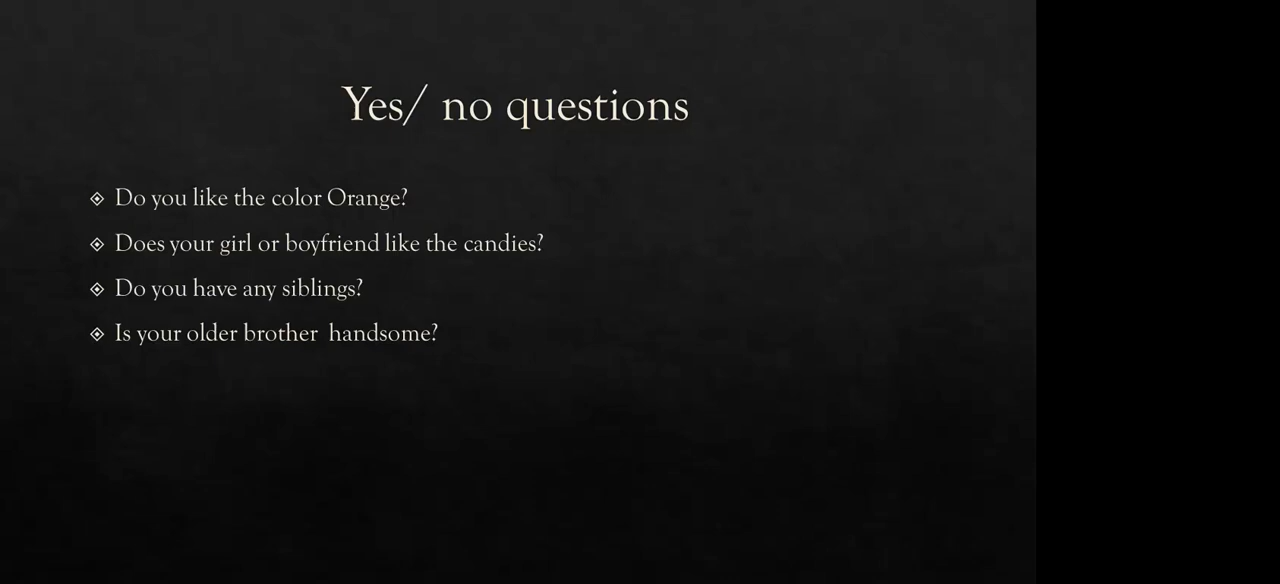 Yes/ no questions
Do you like the color Orange?
Does your girl or boyfriend like the candies?
Do you have any siblings?
Is your older brother  handsome?